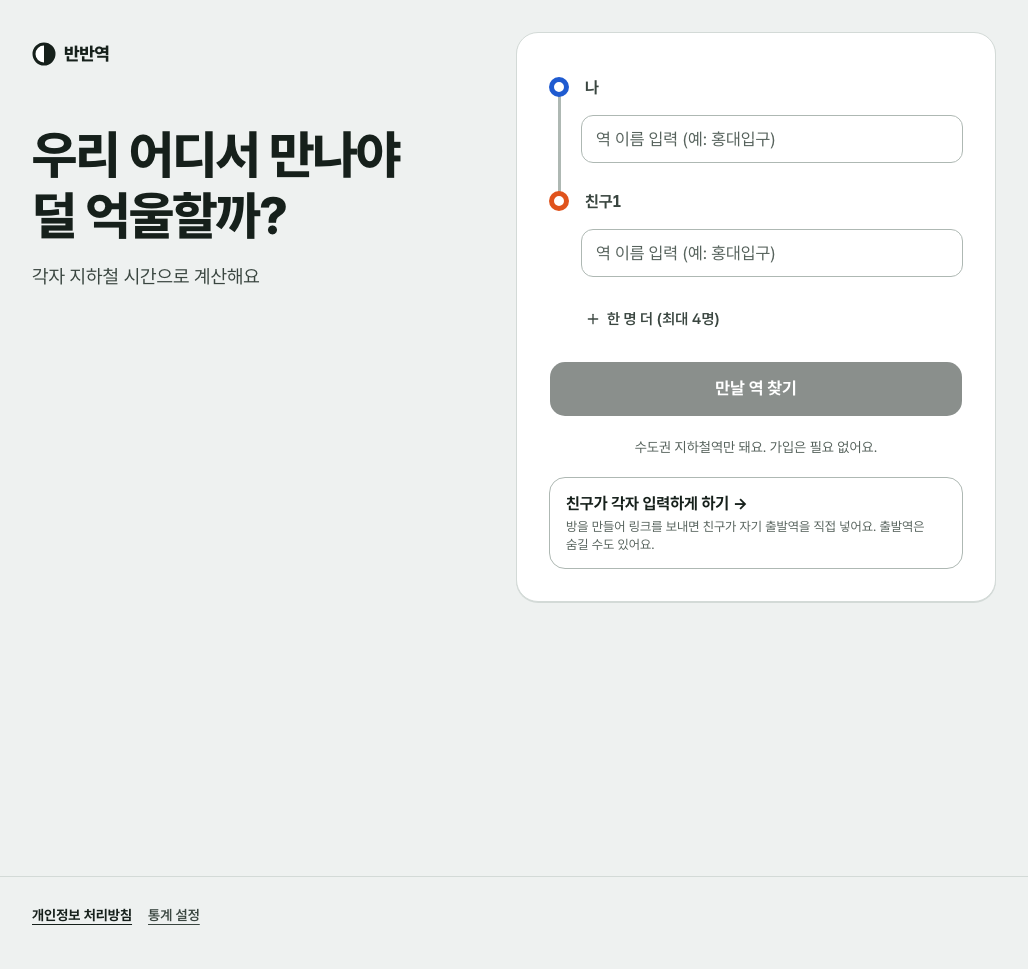 반반역
우리 어디서 만나야
덜 억울할까?
각자 지하철 시간으로 계산해요
나
역 이름 입력 (예: 홍대입구)
친구1
역 이름 입력 (예: 홍대입구)
+ 한 명 더 (최대 4명)
만날 역 찾기
수도권 지하철역만 돼요. 가입은 필요 없어요.
친구가 각자 입력하게 하기 →
방을 만들어 링크를 보내면 친구가 자기 출발역을 직접 넣어요. 출발역은
숨길 수도 있어요.
개인정보 처리방침 통계 설정